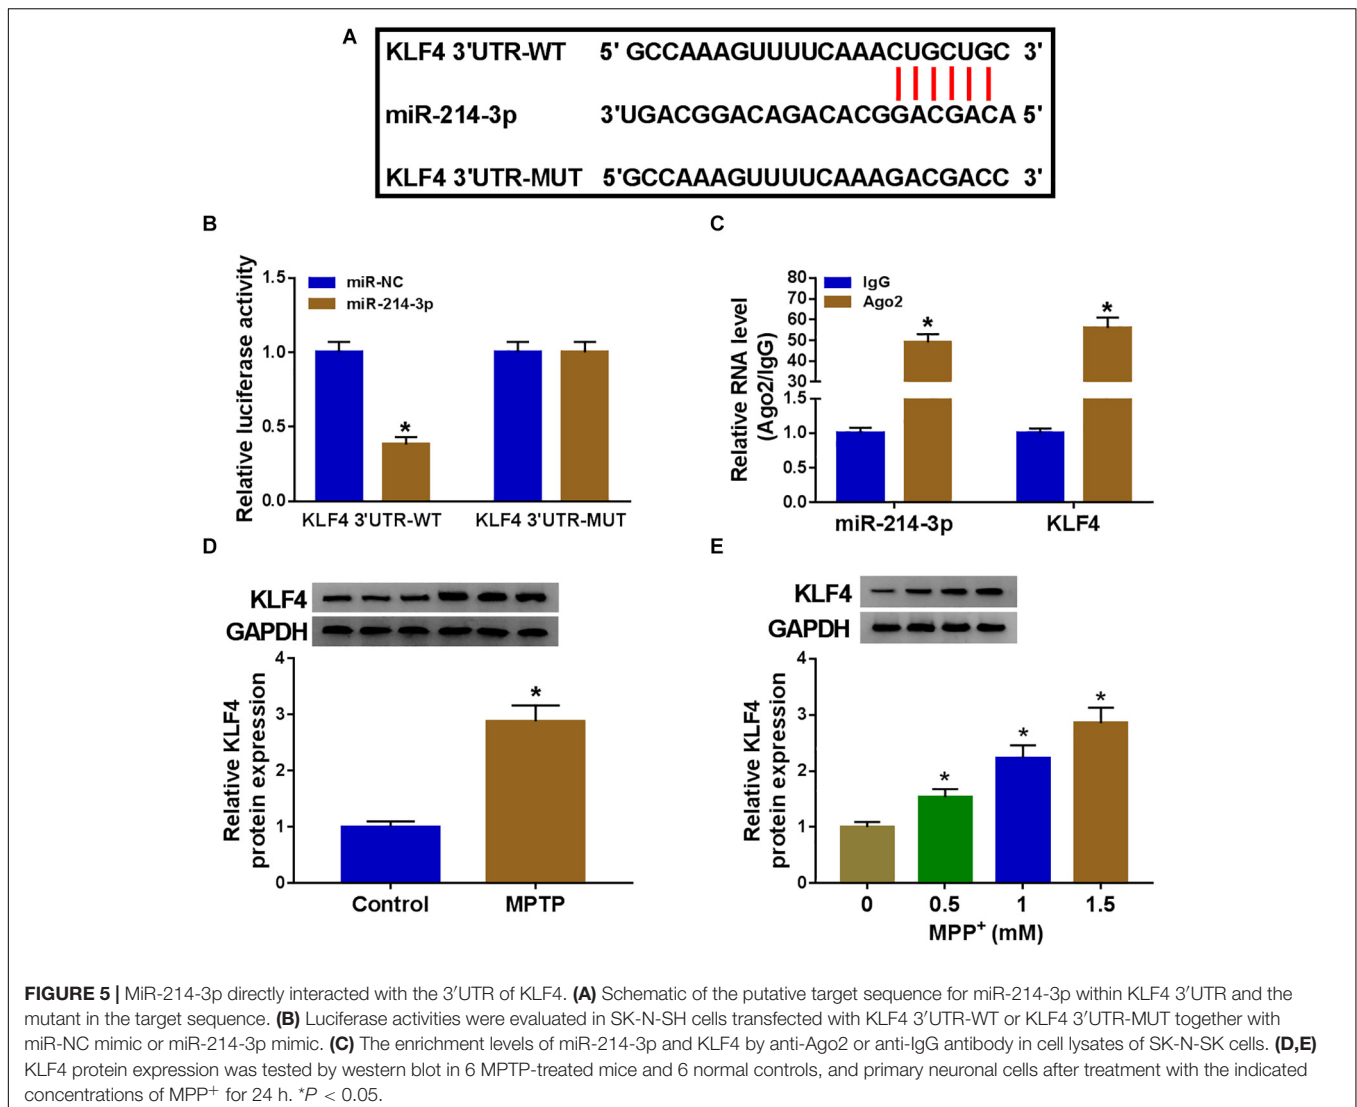 A
KLF4 3'UTR-WT 5' GCCAAAGUUUUCAAACUGCUGC 3'
miR-214-3p 3'UGACGGACAGACACGGACGACA 5'
KLF4 3'UTR-MUT 5'GCCAAAGUUUUCAAAGACGACC 3'
B
Relative luciferase activity
1.5
1.0
0.5
0.0
miR-NC
miR-214-3p
*
KLF4 3'UTR-WT KLF4 3'UTR-MUT
C
Relative RNA level
(Ago2/IgG)
80
70
60
50
40
30
1.5
1.0
0.5
0.0
IgG
Ago2
* *
miR-214-3p KLF4
D
KLF4
GAPDH
Relative KLF4
protein expression
4
3
2
1
0
*
Control MPTP
E
KLF4
GAPDH
Relative KLF4
protein expression
4
3
2
1
0
* * *
0 0.5 1 1.5
MPP+ (mM)
FIGURE 5 | MiR-214-3p directly interacted with the 3′UTR of KLF4. (A) Schematic of the putative target sequence for miR-214-3p within KLF4 3′UTR and the
mutant in the target sequence. (B) Luciferase activities were evaluated in SK-N-SH cells transfected with KLF4 3′UTR-WT or KLF4 3′UTR-MUT together with
miR-NC mimic or miR-214-3p mimic. (C) The enrichment levels of miR-214-3p and KLF4 by anti-Ago2 or anti-IgG antibody in cell lysates of SK-N-SK cells. (D,E)
KLF4 protein expression was tested by western blot in 6 MPTP-treated mice and 6 normal controls, and primary neuronal cells after treatment with the indicated
concentrations of MPP+ for 24 h. *P < 0.05.